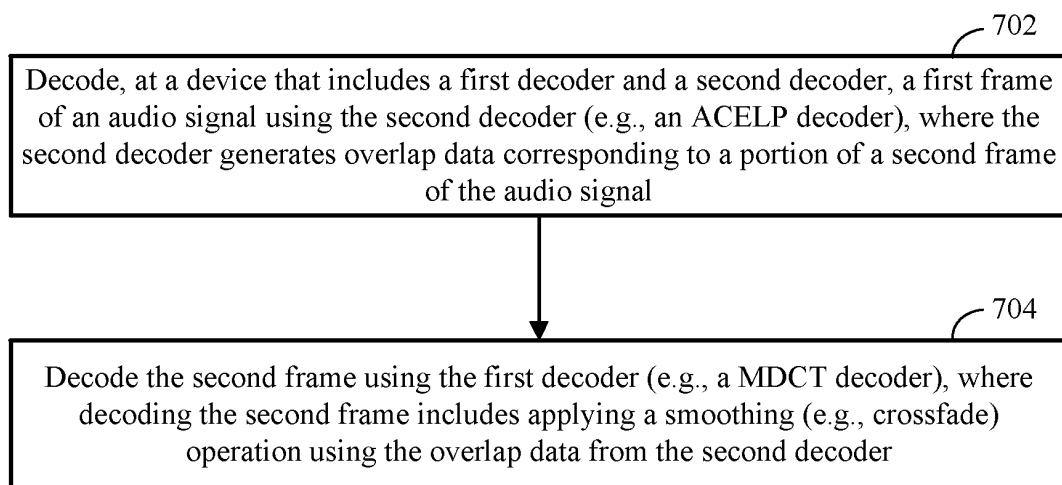 702
Decode, at a device that includes a first decoder and a second decoder, a first frame
of an audio signal using the second decoder (e.g., an ACELP decoder), where the
second decoder generates overlap data corresponding to a portion of a second frame
of the audio signal
704
Decode the second frame using the first decoder (e.g., a MDCT decoder), where
decoding the second frame includes applying a smoothing (e.g., crossfade)
operation using the overlap data from the second decoder